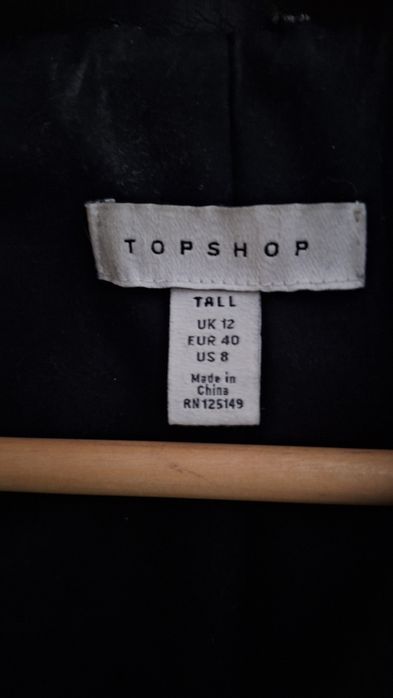 TOPSHOP
TALL
UK 12
EUR 40
US 8
Made in
China
RN125149